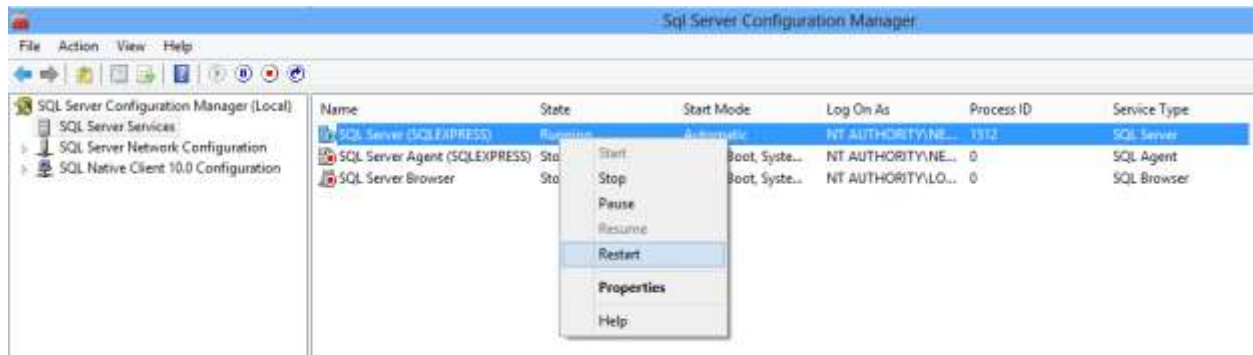 Sql Server Configuration Manager
File Action View Help
SQL Server Configuration Manager (Local)
SQL Server Services
SQL Server Network Configuration
SQL Native Client 10.0 Configuration
Name State Start Mode Log On As Process ID Service Type
SQL Server (SQLEXPRESS) Running Automatic NT AUTHORITY\NE... 1512 SQL Server
SQL Server Agent (SQLEXPRESS) Sto Boot, Syste... NT AUTHORITY\NE... 0 SQL Agent
SQL Server Browser Sto Boot, Syste... NT AUTHORITY\LO... 0 SQL Browser
Start
Stop
Pause
Resume
Restart
Properties
Help